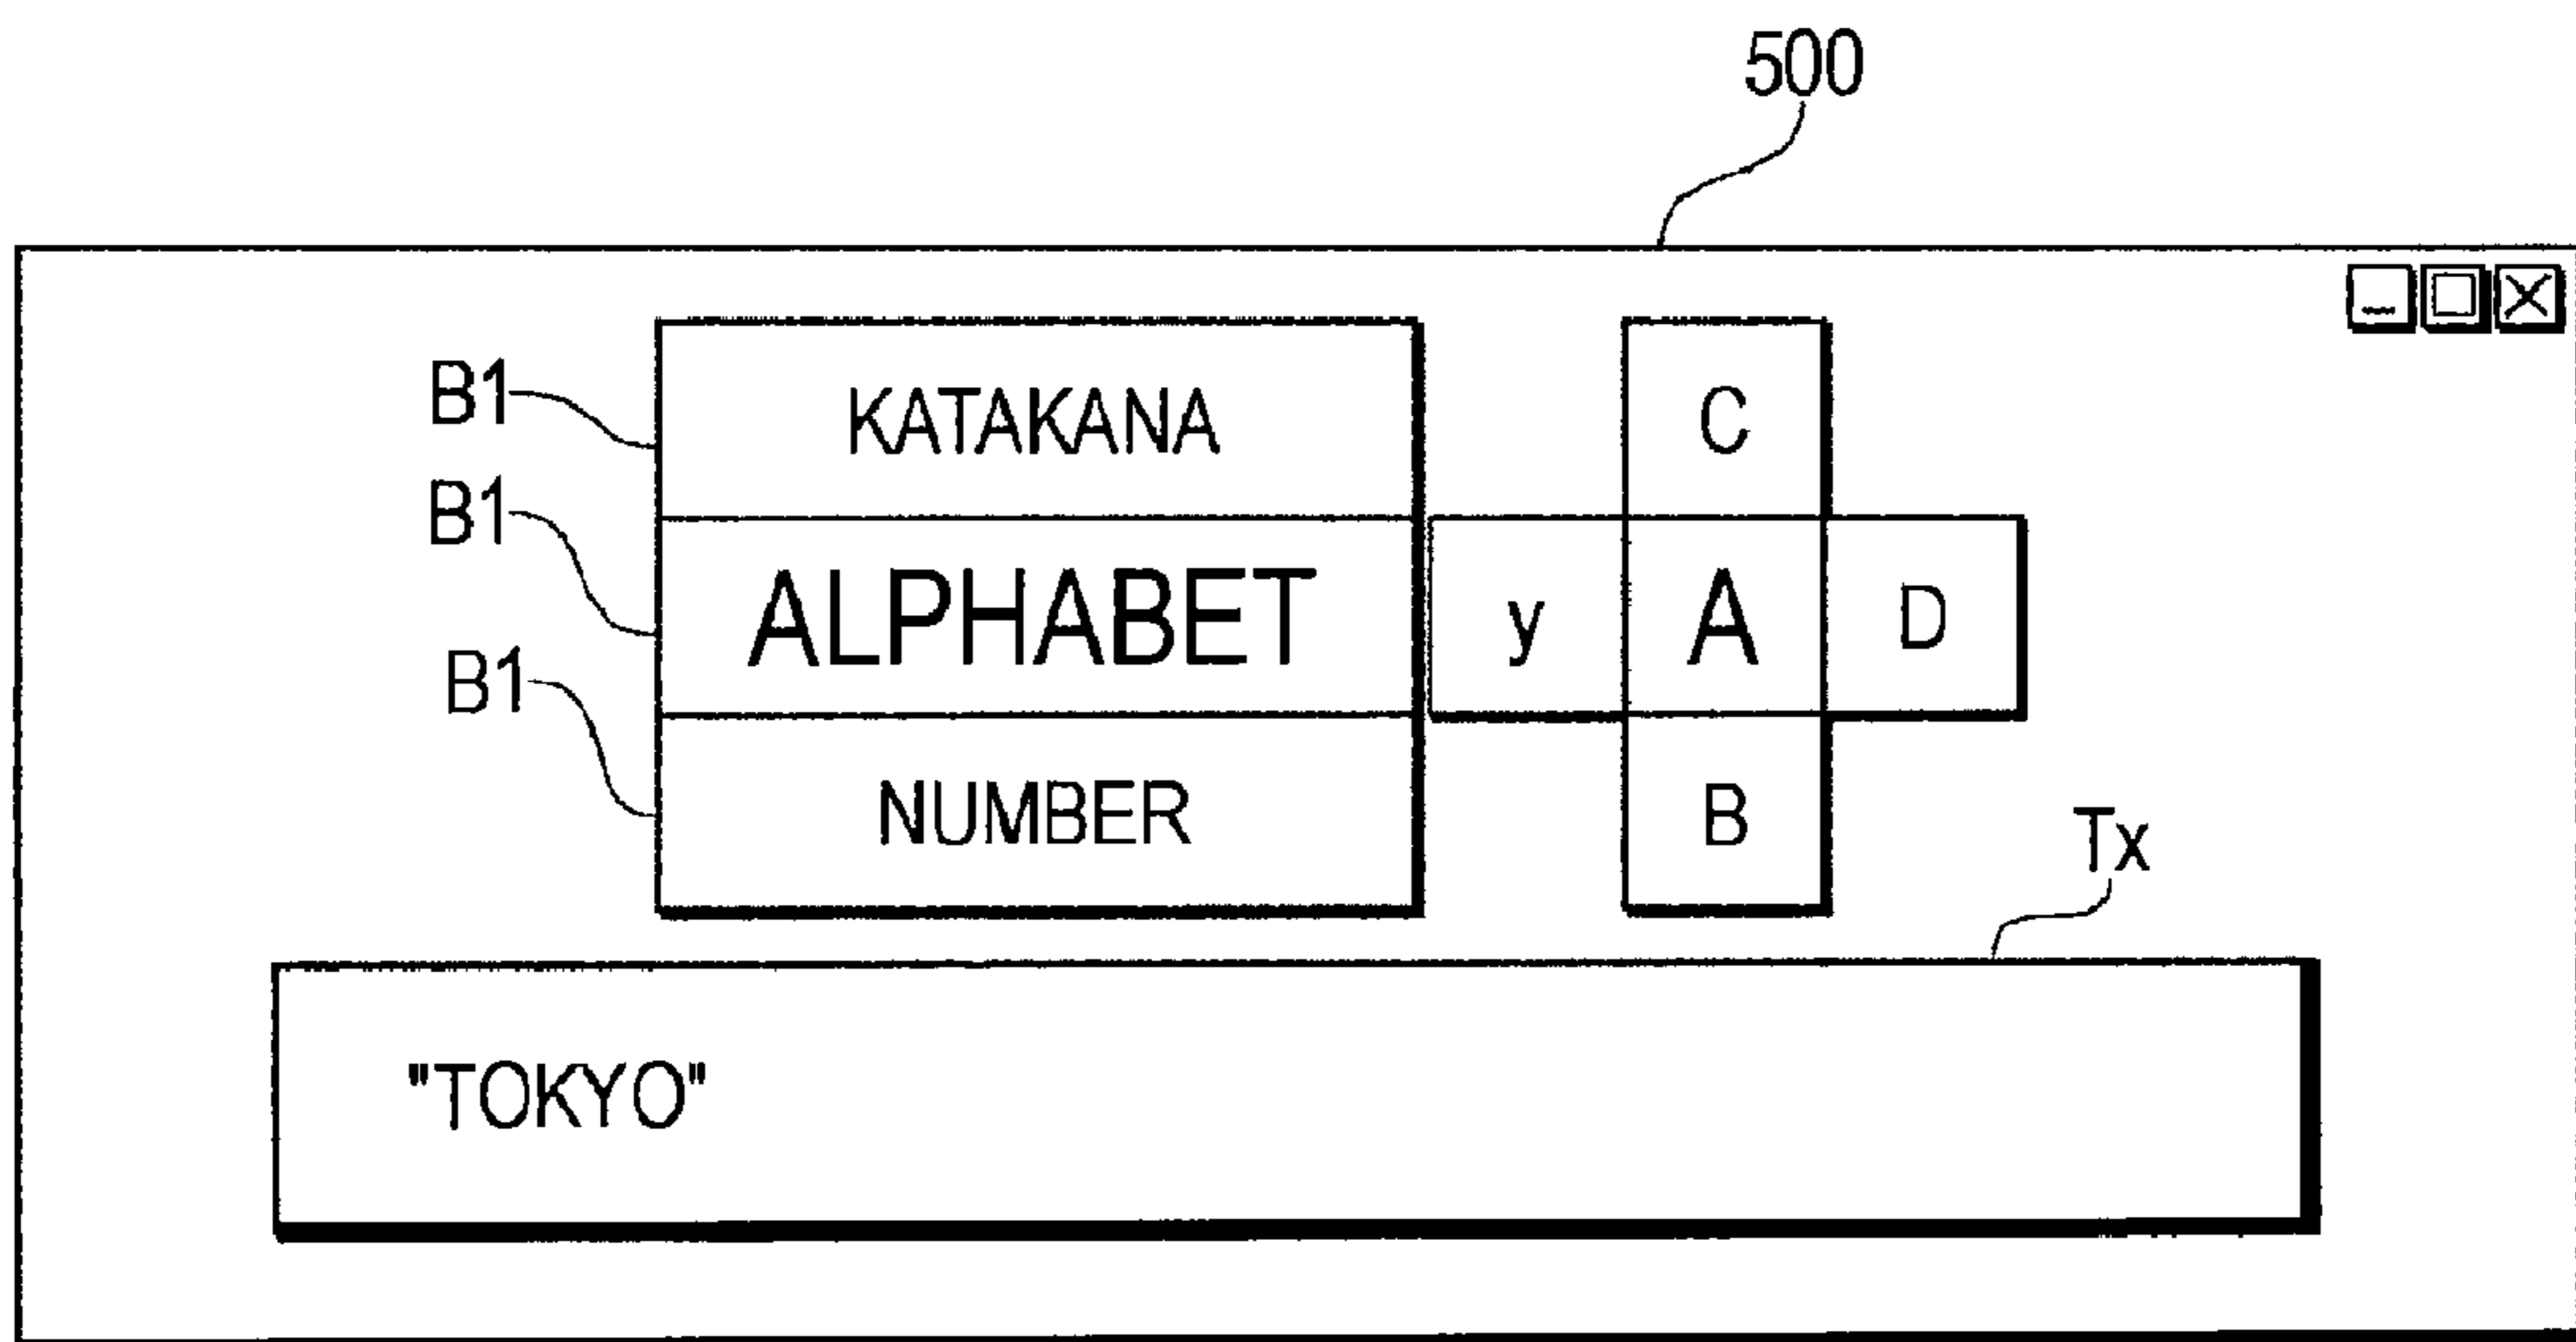 500
B1 KATAKANA C
B1 ALPHABET y A D
B1 NUMBER B
Tx
"TOKYO"